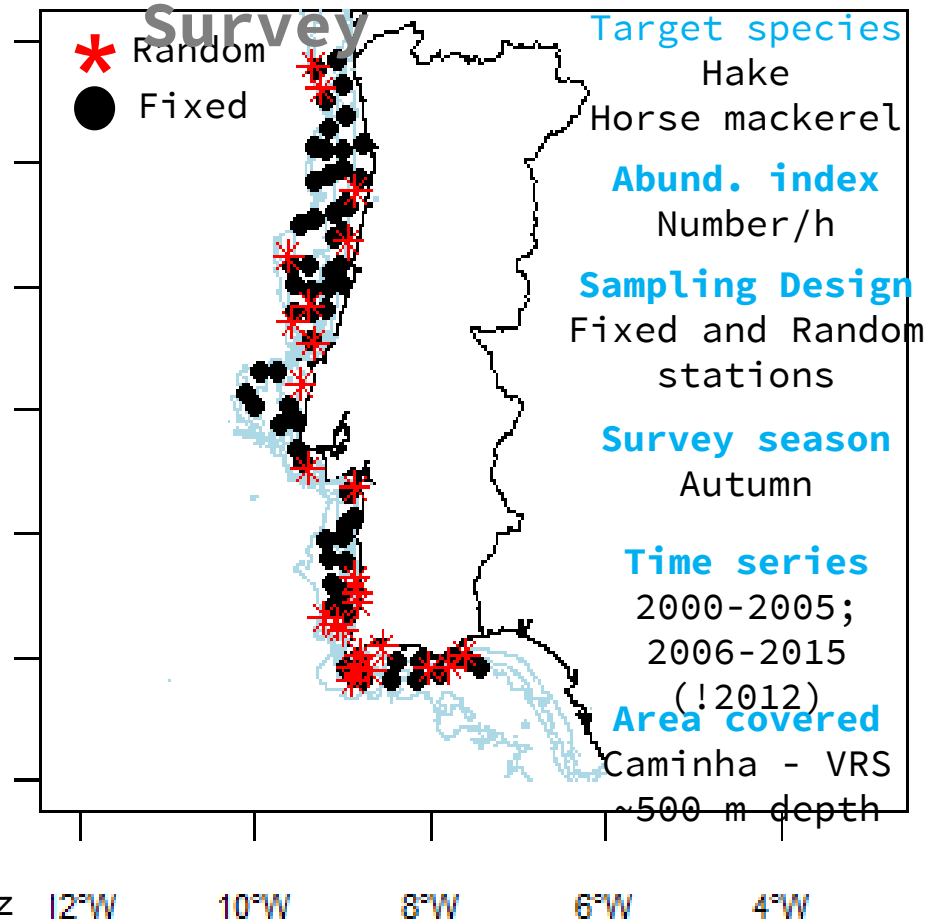 Survey
Random
Fixed
Target species
Hake
Horse mackerel
Abund. index
Number/h
Sampling Design
Fixed and Random
stations
Survey season
Autumn
Time series
2000-2005;
2006-2015
(!2012)
Area covered
Caminha - VRS
~500 m depth
z 12°W 10°W 8°W 6°W 4°W